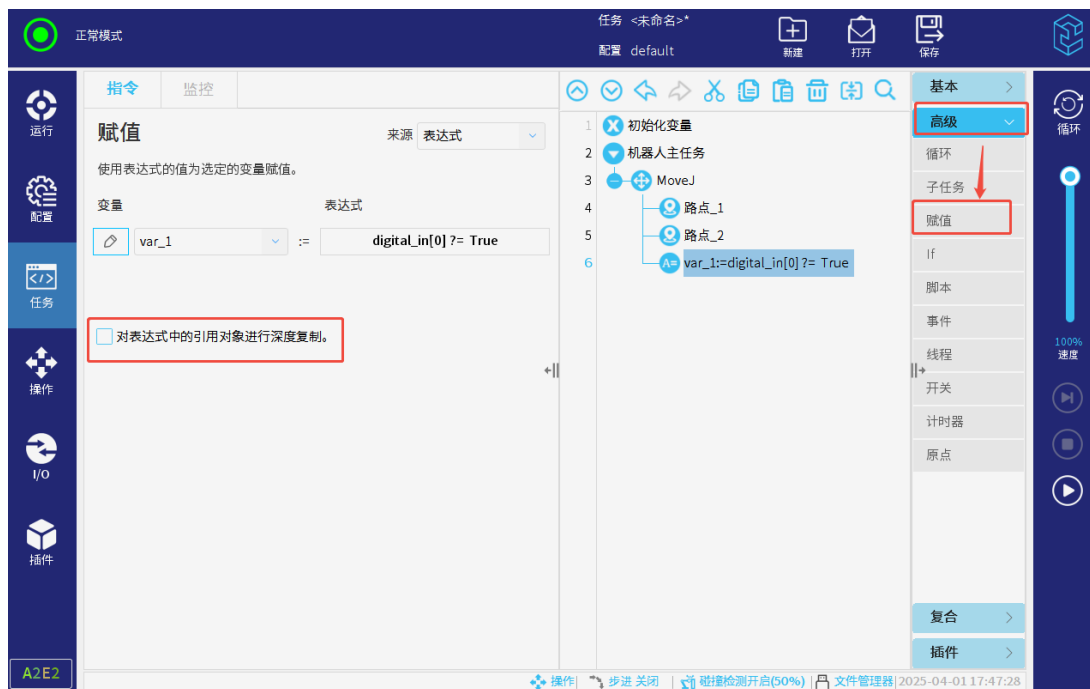 正常模式
任务 <未命名>*
配置 default
新建
打开
保存
运行
配置
任务
操作
I/O
插件
A2E2
指令
监控
赋值
来源 表达式
使用表达式的值为选定的变量赋值。
变量
表达式
var_1 := digital_in[0] ?= True
对表达式中的引用对象进行深度复制。
1 初始化变量
2 机器人主任务
3 MoveJ
4 路点_1
5 路点_2
6 var_1:=digital_in[0] ?= True
基本
高级
循环
子任务
赋值
If
脚本
事件
线程
开关
计时器
原点
复合
插件
循环
100%
速度
操作 步进 关闭 碰撞检测开启(50%) 文件管理器 2025-04-01 17:47:28